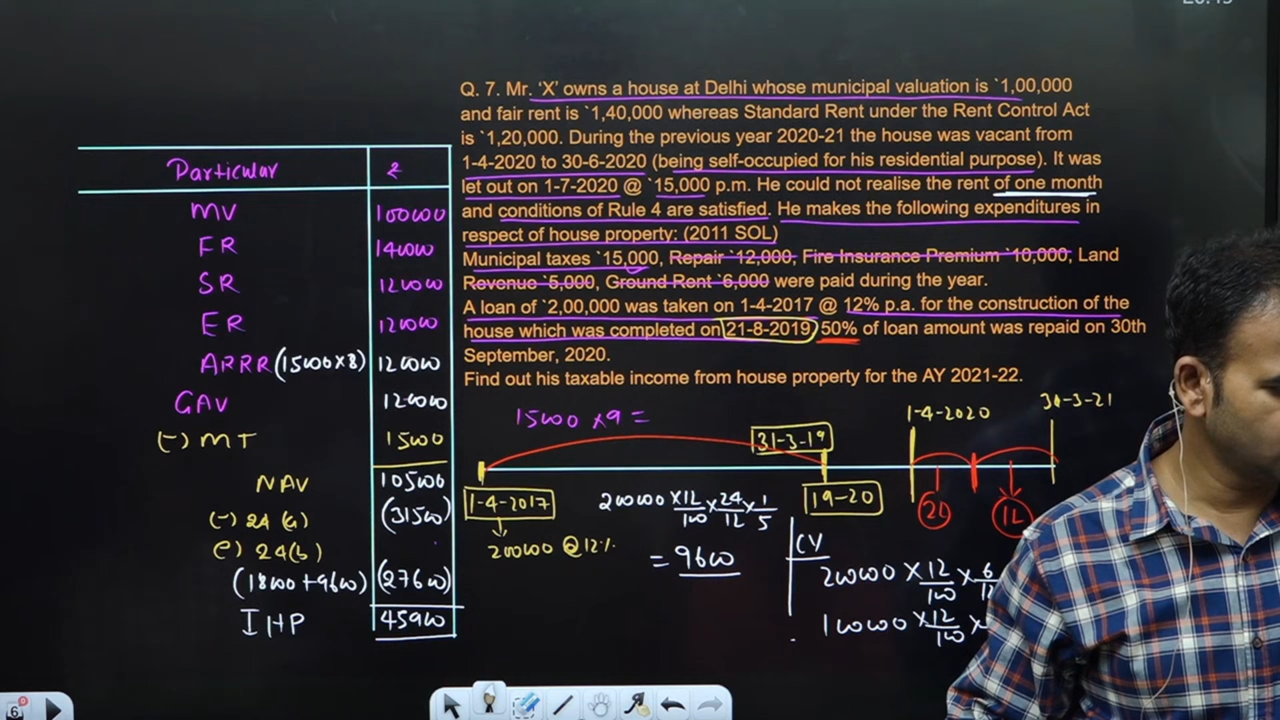 Q. 7. Mr. 'X' owns a house at Delhi whose municipal valuation is `1,00,000
and fair rent is `1,40,000 whereas Standard Rent under the Rent Control Act
is `1,20,000. During the previous year 2020-21 the house was vacant from
1-4-2020 to 30-6-2020 (being self-occupied for his residential purpose). It was
let out on 1-7-2020 @ `15,000 p.m. He could not realise the rent of one month
and conditions of Rule 4 are satisfied. He makes the following expenditures in
respect of house property: (2011 SOL)
Municipal taxes `15,000, Repair `12,000, Fire Insurance Premium `10,000, Land
Revenue `5,000, Ground Rent `6,000 were paid during the year.
A loan of `2,00,000 was taken on 1-4-2017 @ 12% p.a. for the construction of the
house which was completed on 21-8-2019 50% of loan amount was repaid on 30th
September, 2020.
Find out his taxable income from house property for the AY 2021-22.
Particular ₹
MV 100000
FR 140000
SR 120000
ER 120000
ARRR (15000×8) 120000
GAV 120000
(-) MT 15000
NAV 105000
(-) 24 (a) (31500)
(-) 24(b)
(18000+9600) (27600)
IHP 45900
15000 × 9 =
1-4-2017
200000 @12%
31-3-19
19-20
200000 × 12/100 × 24/12 × 1/5
= 9600
1-4-2020
31-3-21
2L
1L
CY
200000 × 12/100 × 6/12
100000 × 12/100 ×